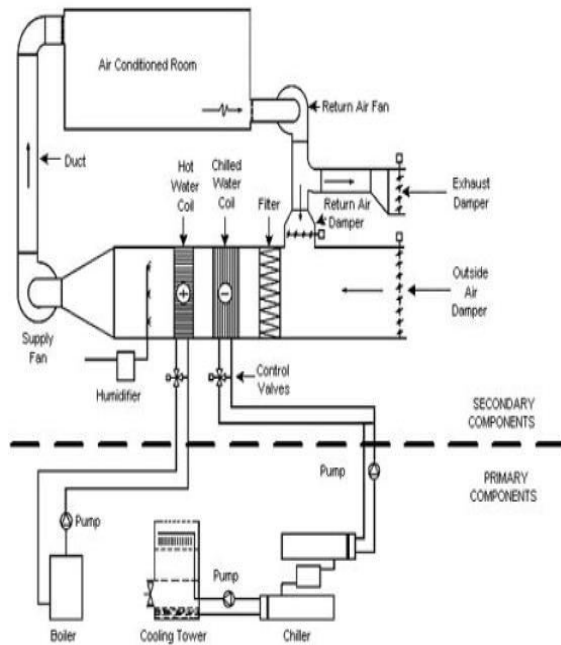 Air Conditioned Room
Return Air Fan
Duct
Hot
Water
Coil
Chilled
Water
Coil
Filter
Return Air
Damper
Exhaust
Damper
Outside
Air
Damper
+
−
Supply
Fan
Humidifier
Control
Valves
SECONDARY
COMPONENTS
PRIMARY
COMPONENTS
Pump
Pump
Pump
Boiler
Cooling Tower
Chiller